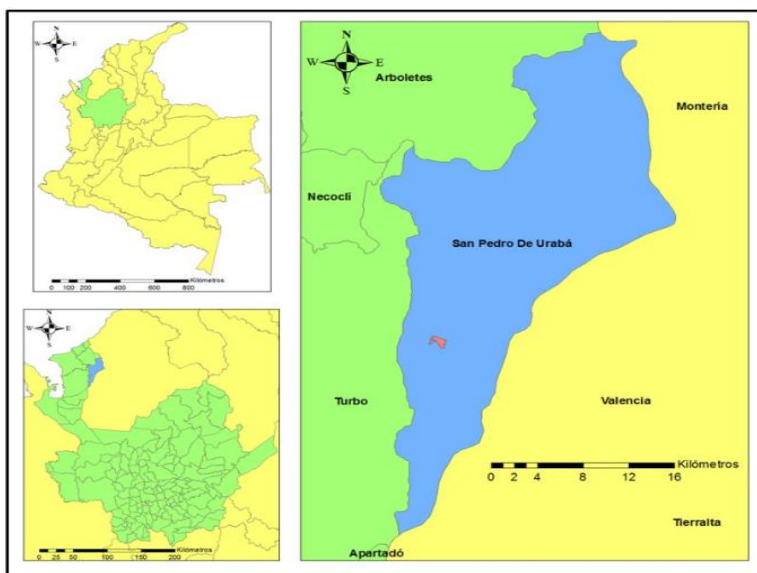 N
W E
S
Kilómetros
0 100 200 400 600 800
N
W E
S
0 25 50 100 150 200
Kilómetros
N
W E
S
Arboletes
Monteria
Necoclí
San Pedro De Urabá
Turbo
Valencia
Kilómetros
0 2 4 8 12 16
Tierralta
Apartadó